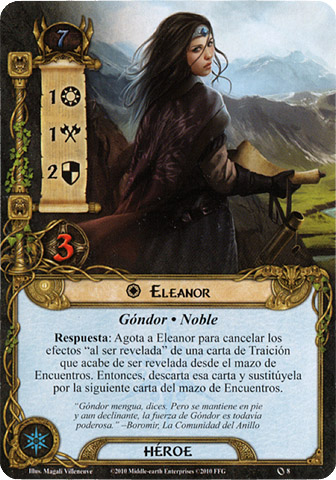 7
1
1
2
3
Eleanor
Góndor • Noble
Respuesta: Agota a Eleanor para cancelar los
efectos “al ser revelada” de una carta de Traición
que acabe de ser revelada desde el mazo de
Encuentros. Entonces, descarta esa carta y sustitúyela
por la siguiente carta del mazo de Encuentros.
“Góndor mengua, dices. Pero se mantiene en pie
y aun declinante, la fuerza de Góndor es todavía
poderosa.” –Boromir, La Comunidad del Anillo
HÉROE
Illus. Magali Villeneuve
©2010 Middle-earth Enterprises ©2010 FFG
8